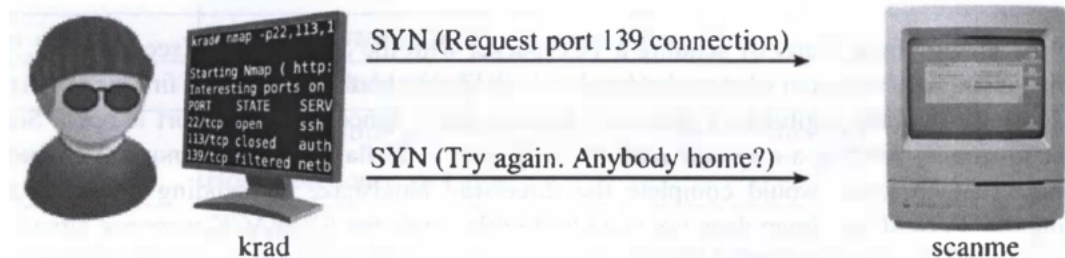 krad# nmap -p22,113,1
Starting Nmap ( http:
Interesting ports on
PORT STATE SERV
22/tcp open ssh
113/tcp closed auth
139/tcp filtered netb
SYN (Request port 139 connection)
SYN (Try again. Anybody home?)
krad
scanme